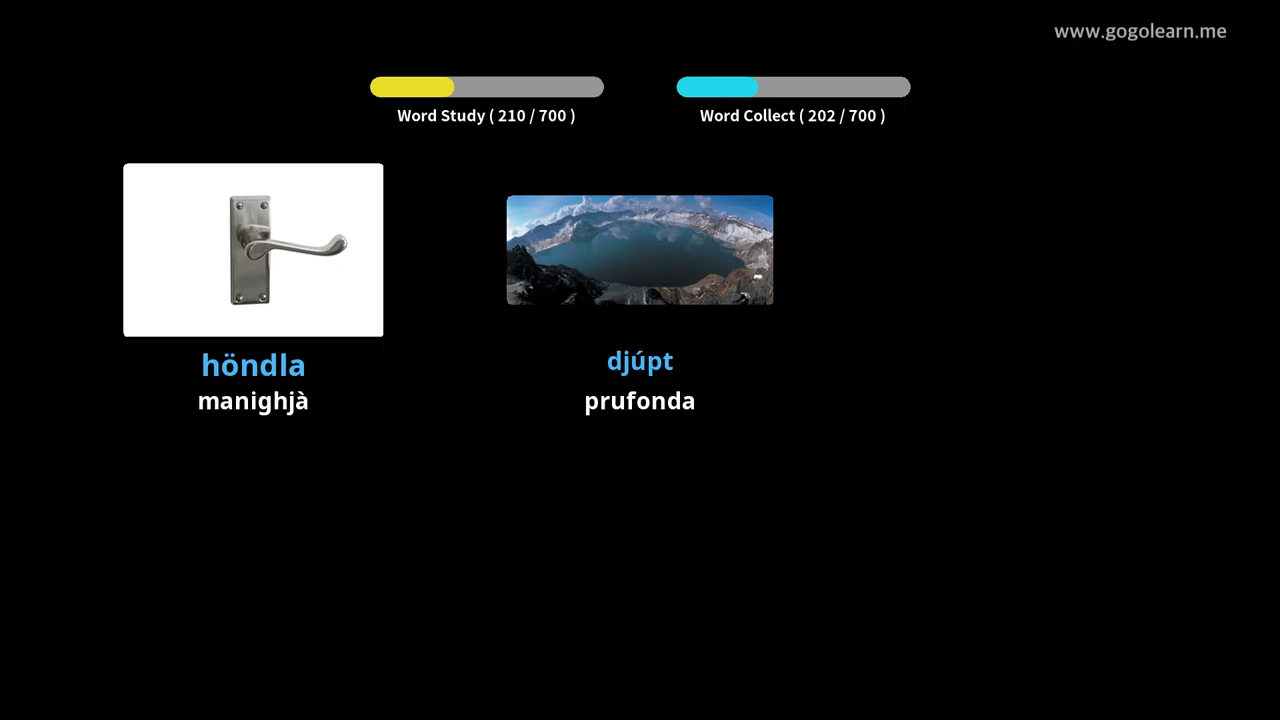 www.gogolearn.me
Word Study ( 210 / 700 )
Word Collect ( 202 / 700 )
höndla
manighjà
djúpt
prufonda